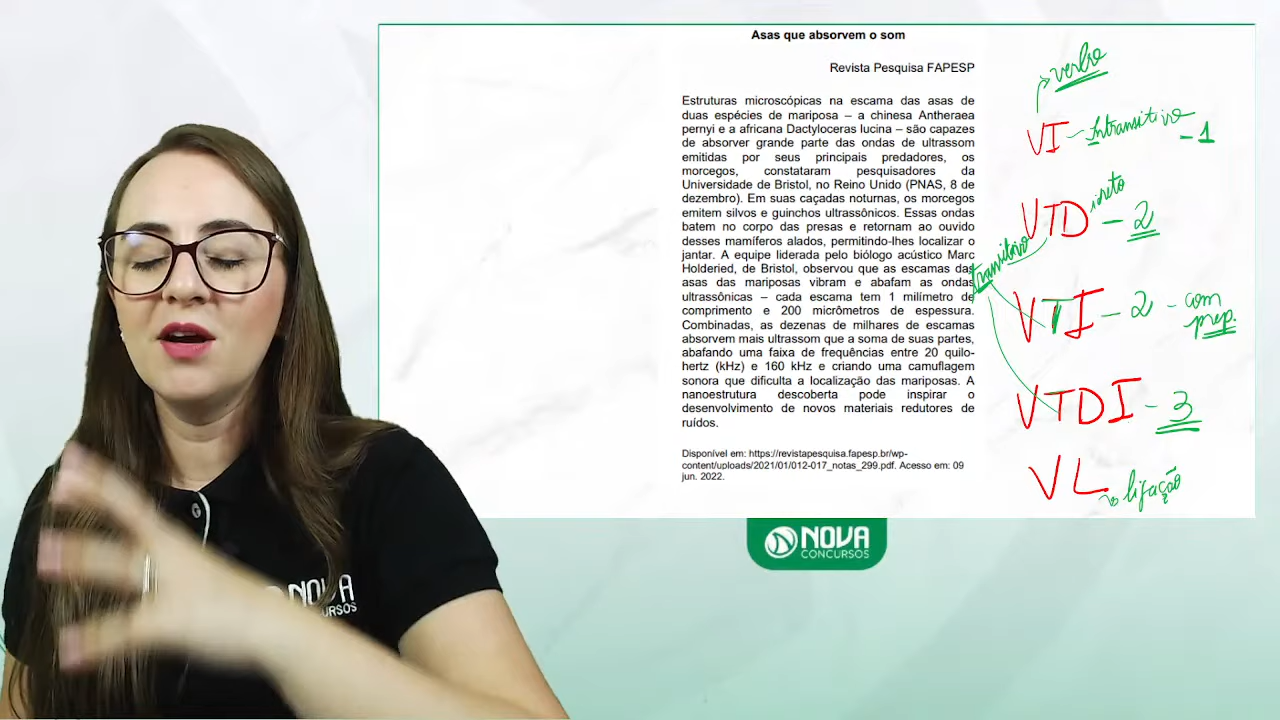 Asas que absorvem o som
Revista Pesquisa FAPESP
Estruturas microscópicas na escama das asas de
duas espécies de mariposa – a chinesa Antheraea
pernyi e a africana Dactyloceras lucina – são capazes
de absorver grande parte das ondas de ultrassom
emitidas por seus principais predadores, os
morcegos, constataram pesquisadores da
Universidade de Bristol, no Reino Unido (PNAS, 8 de
dezembro). Em suas caçadas noturnas, os morcegos
emitem silvos e guinchos ultrassônicos. Essas ondas
batem no corpo das presas e retornam ao ouvido
desses mamíferos alados, permitindo-lhes localizar o
jantar. A equipe liderada pelo biólogo acústico Marc
Holderied, de Bristol, observou que as escamas das
asas das mariposas vibram e abafam as ondas
ultrassônicas – cada escama tem 1 milímetro de
comprimento e 200 micrômetros de espessura.
Combinadas, as dezenas de milhares de escamas
absorvem mais ultrassom que a soma de suas partes,
abafando uma faixa de frequências entre 20 quilo-
hertz (kHz) e 160 kHz e criando uma camuflagem
sonora que dificulta a localização das mariposas. A
nanoestrutura descoberta pode inspirar o
desenvolvimento de novos materiais redutores de
ruídos.
Disponível em: https://revistapesquisa.fapesp.br/wp-
content/uploads/2021/01/012-017_notas_299.pdf. Acesso em: 09
jun. 2022.
verbo
VI - Intransitivo
- 1
VTD ireto - 2
transitivo
VTI - 2 - com
prep.
VTDI - 3
VL
ligação
NOVA
CONCURSOS
NOVA